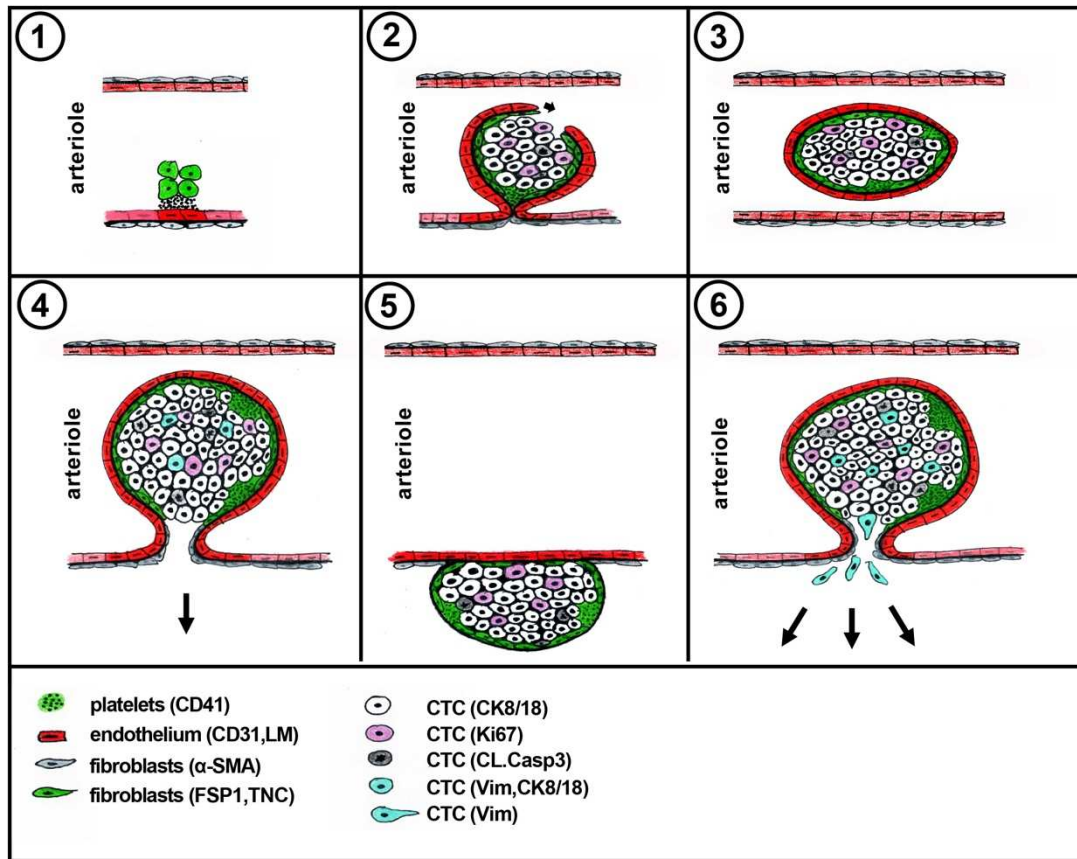 1
2
3
arteriole
arteriole
arteriole
4
5
6
arteriole
arteriole
arteriole
platelets (CD41)
endothelium (CD31,LM)
fibroblasts (α-SMA)
fibroblasts (FSP1,TNC)
CTC (CK8/18)
CTC (Ki67)
CTC (CL.Casp3)
CTC (Vim,CK8/18)
CTC (Vim)